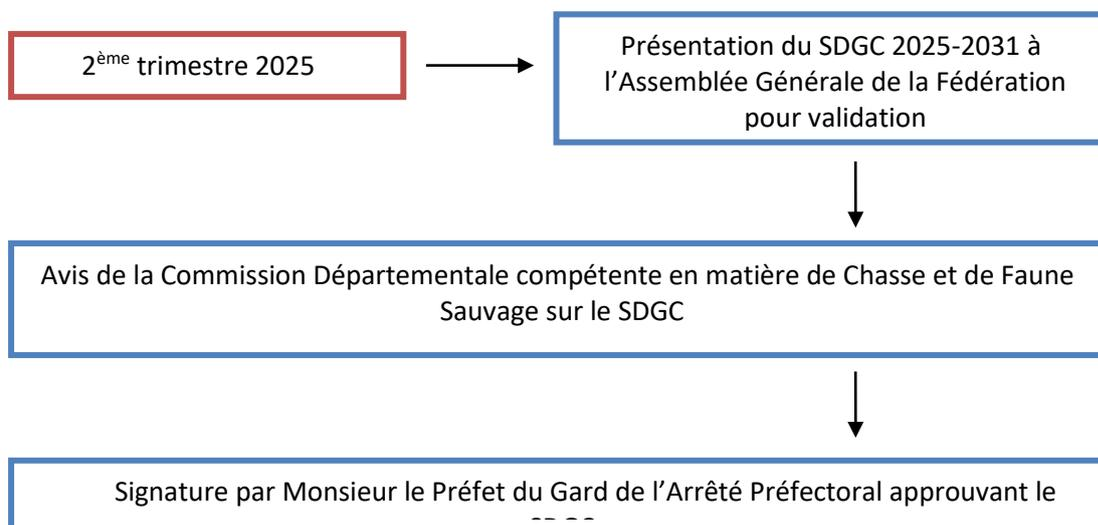 2ème trimestre 2025
Présentation du SDGC 2025-2031 à
l’Assemblée Générale de la Fédération
pour validation
Avis de la Commission Départementale compétente en matière de Chasse et de Faune
Sauvage sur le SDGC
Signature par Monsieur le Préfet du Gard de l’Arrêté Préfectoral approuvant le